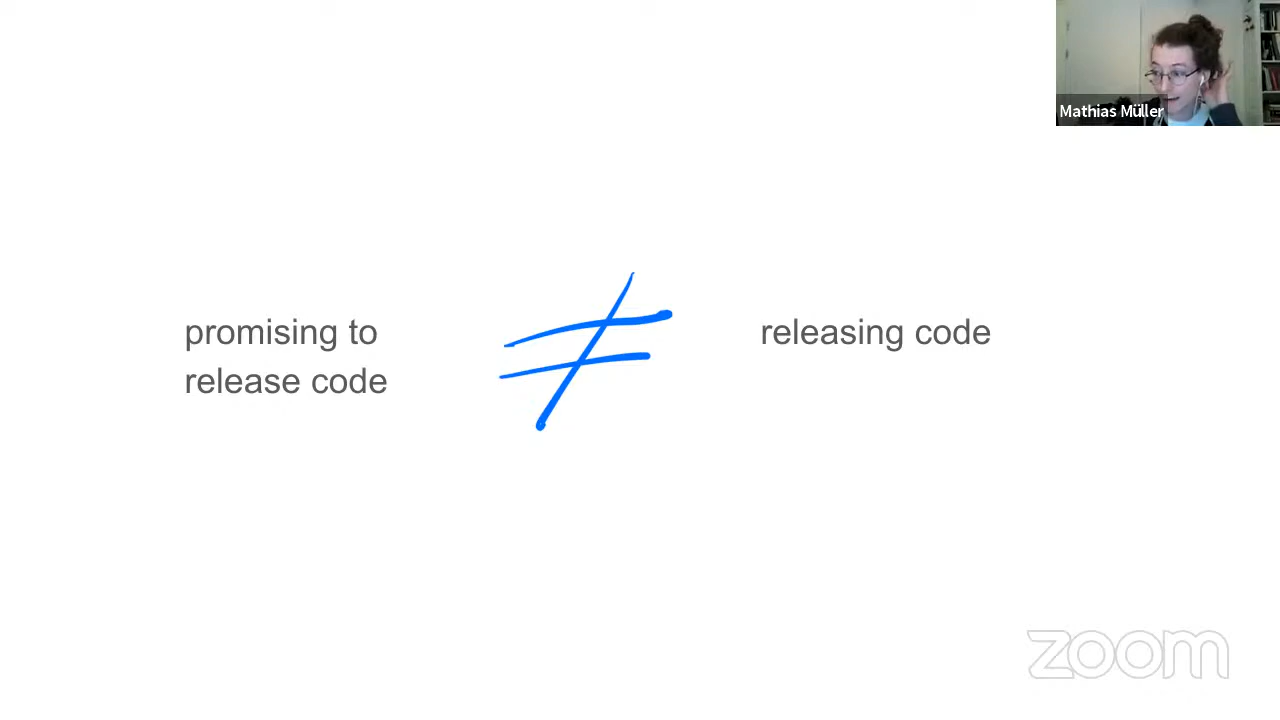 Mathias Müller
promising to
release code
≠
releasing code
zoom